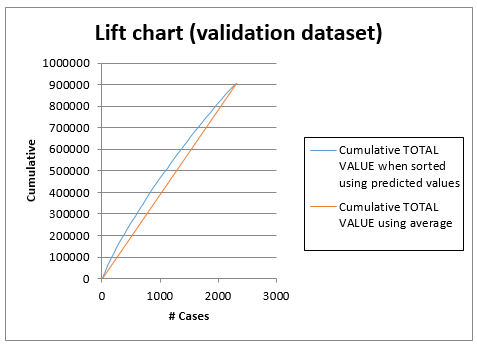 Lift chart (validation dataset)
1000000
900000
800000
700000
600000
500000
400000
300000
200000
100000
0
Cumulative
0 1000 2000 3000
# Cases
Cumulative TOTAL
VALUE when sorted
using predicted values
Cumulative TOTAL
VALUE using average